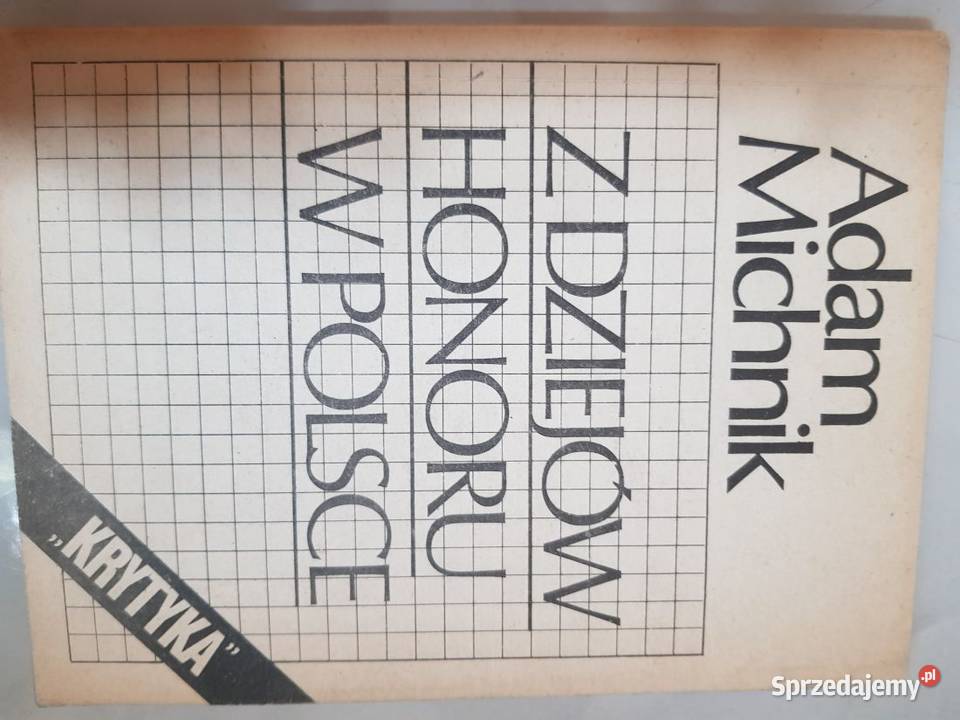 Adam
Michnik
Z DZIEJÓW
HONORU
W POLSCE
„KRYTYKA”
Sprzedajemy.pl